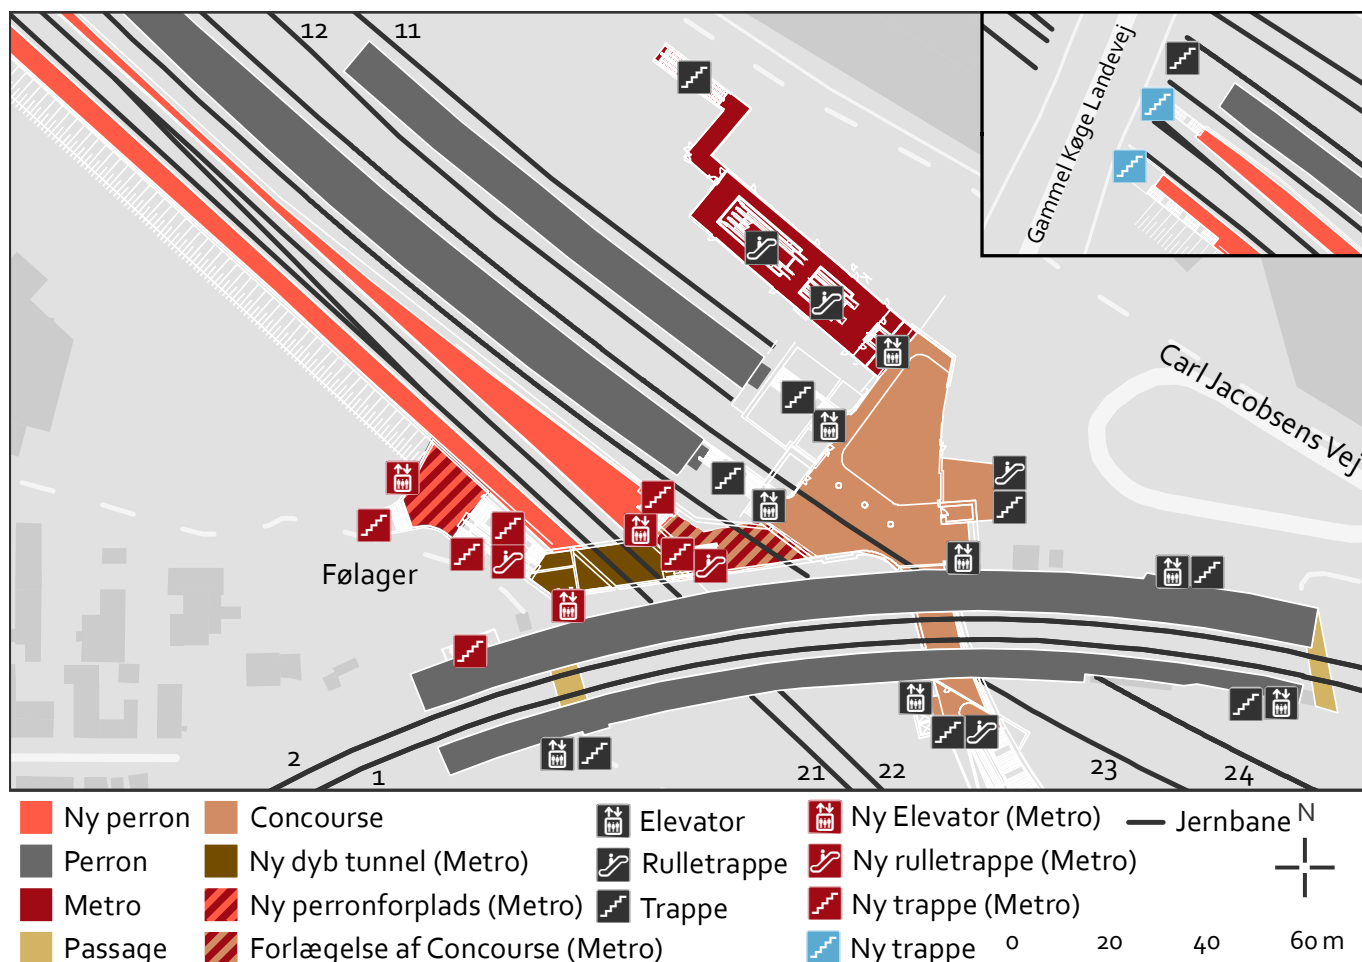 12
11
Gammel Køge Landevej
Carl Jacobsens Vej
Følager
2
1
21
22
23
24
Ny perron
Concourse
Elevator
Ny Elevator (Metro)
Jernbane
N
Perron
Ny dyb tunnel (Metro)
Rulletrappe
Ny rulletrappe (Metro)
Metro
Ny perronforplads (Metro)
Trappe
Ny trappe (Metro)
Passage
Forlægelse af Concourse (Metro)
Ny trappe
0 20 40 60 m